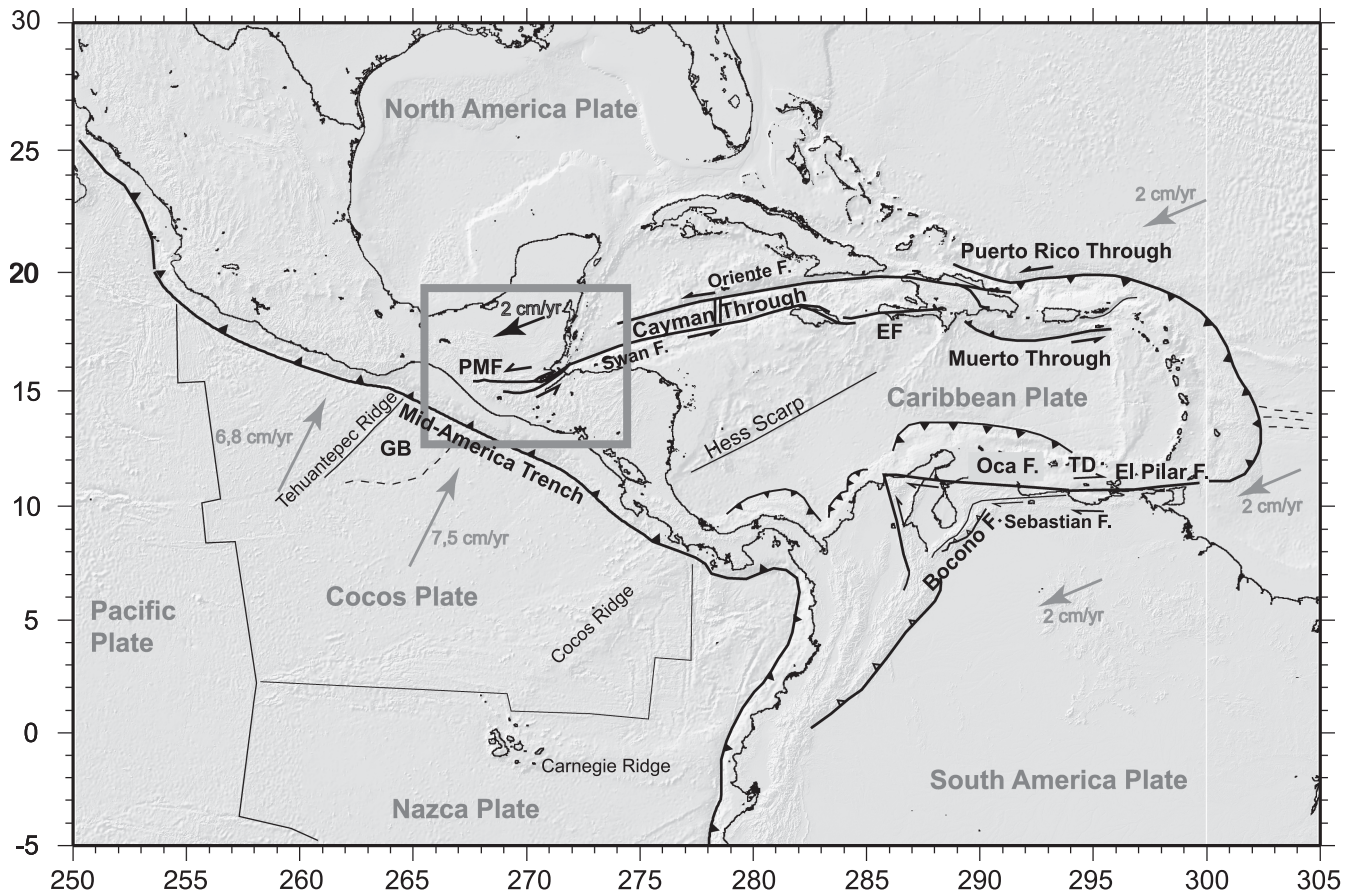 30
25
20
15
10
5
0
-5
North America Plate
2 cm/yr
Puerto Rico Through
Oriente F.
2 cm/yr
Cayman Through
EF
Swan F.
PMF
Muerto Through
Caribbean Plate
Hess Scarp
6,8 cm/yr
Tehuantepec Ridge
GB
Mid-America Trench
Oca F.
TD
El Pilar F.
2 cm/yr
Sebastian F.
Bocono F.
7,5 cm/yr
Cocos Plate
Pacific
Plate
Cocos Ridge
2 cm/yr
Carnegie Ridge
South America Plate
Nazca Plate
250
255
260
265
270
275
280
285
290
295
300
305